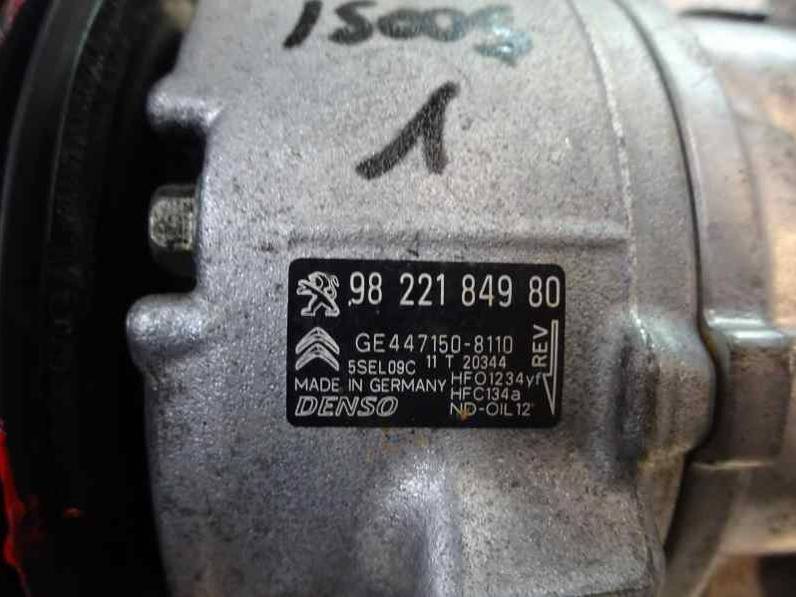 1
98 221 849 80
GE447150-8110
5SEL09C 11 T 20344
MADE IN GERMANY HFO1234yf
HFC134a
DENSO ND-OIL12
REV